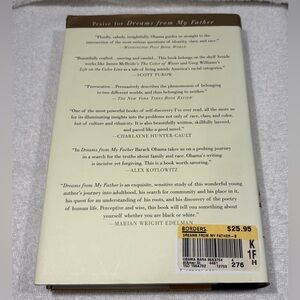 Praise for Dreams from My Father
"Fluidly, calmly, insightfully, Obama guides us straight to the
intersection of the most serious questions of identity, class, and race."
—WASHINGTON POST BOOK WORLD
"Beautifully crafted . . . moving and candid . . . This book belongs on the shelf beside
works like James McBride's The Color of Water and Gregory Williams's
Life on the Color Line as a tale of living astride America's racial categories."
—SCOTT TUROW
"Provocative . . . Persuasively describes the phenomenon of belonging
to two different worlds, and thus belonging to neither."
—THE NEW YORK TIMES BOOK REVIEW
"One of the most powerful books of self-discovery I've ever read, all the more so
for its illuminating insights into the problems not only of race, class, and color,
but of culture and ethnicity. It is also beautifully written, skillfully layered,
and paced like a good novel."
—CHARLAYNE HUNTER-GAULT
"In Dreams from My Father Barack Obama takes us on a probing journey
in a search for the truths about family and race. Obama's writing
is incisive yet forgiving. This is a book worth savoring."
—ALEX KOTLOWITZ
"Dreams from My Father is an exquisite, sensitive study of this wonderful young
author's journey into adulthood, his search for community and his place in it,
his quest for an understanding of his roots, and his discovery of the poetry
of human life. Perceptive and wise, this book will tell you something about
yourself whether you are black or white."
—MARIAN WRIGHT EDELMAN
BORDERS. $25.95
DREAMS FROM MY FATHER
OBAMA BARA
276
K
1F
H